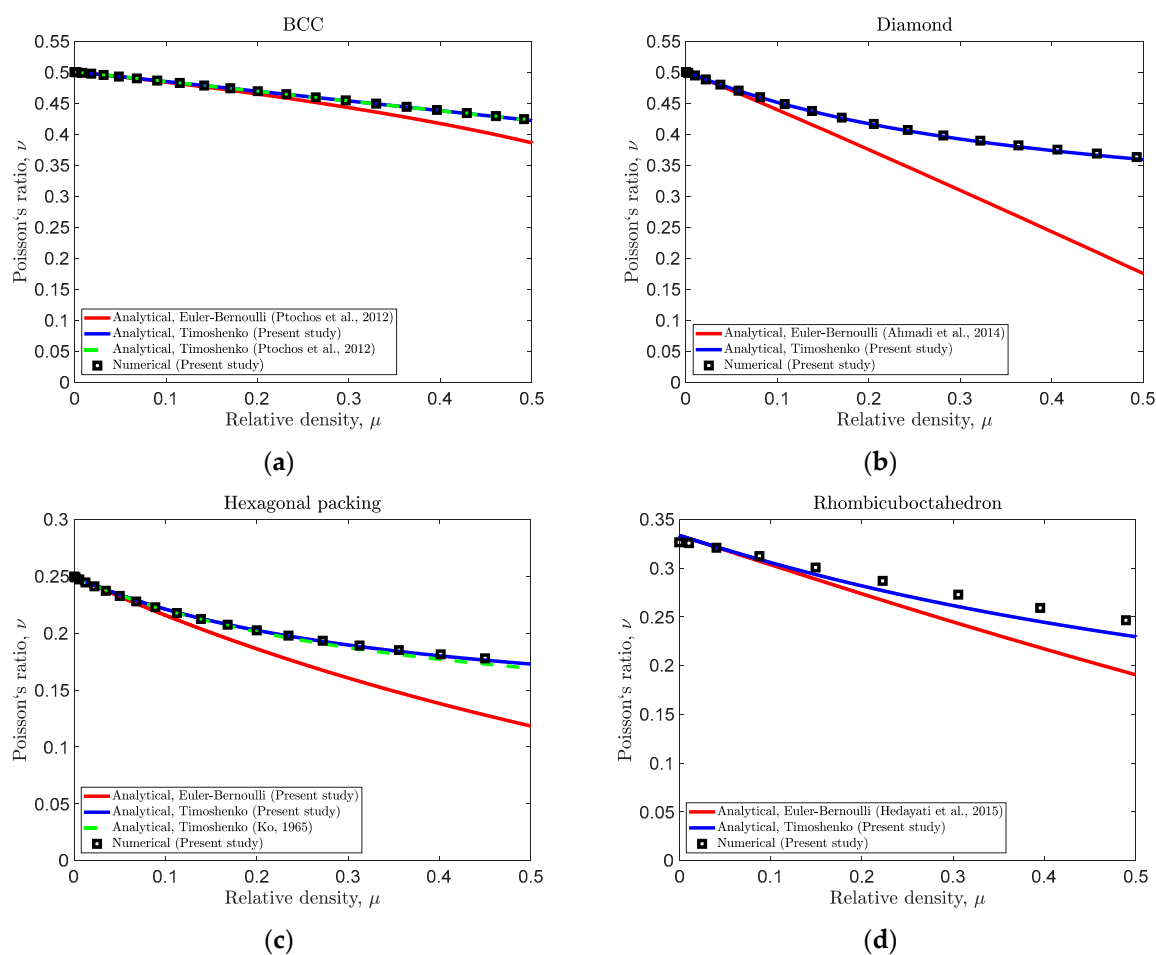 BCC
0.55
0.5
0.45
0.4
0.35
0.3
0.25
0.2
0.15
0.1
0.05
0
Poisson‘s ratio, ν
Analytical, Euler-Bernoulli (Ptochos et al., 2012)
Analytical, Timoshenko (Present study)
Analytical, Timoshenko (Ptochos et al., 2012)
Numerical (Present study)
0 0.1 0.2 0.3 0.4 0.5
Relative density, μ
(a)
Diamond
0.55
0.5
0.45
0.4
0.35
0.3
0.25
0.2
0.15
0.1
0.05
0
Poisson‘s ratio, ν
Analytical, Euler-Bernoulli (Ahmadi et al., 2014)
Analytical, Timoshenko (Present study)
Numerical (Present study)
0 0.1 0.2 0.3 0.4 0.5
Relative density, μ
(b)
Hexagonal packing
0.3
0.25
0.2
0.15
0.1
0.05
0
Poisson‘s ratio, ν
Analytical, Euler-Bernoulli (Present study)
Analytical, Timoshenko (Present study)
Analytical, Timoshenko (Ko, 1965)
Numerical (Present study)
0 0.1 0.2 0.3 0.4 0.5
Relative density, μ
(c)
Rhombicuboctahedron
0.35
0.3
0.25
0.2
0.15
0.1
0.05
0
Poisson‘s ratio, ν
Analytical, Euler-Bernoulli (Hedayati et al., 2015)
Analytical, Timoshenko (Present study)
Numerical (Present study)
0 0.1 0.2 0.3 0.4 0.5
Relative density, μ
(d)